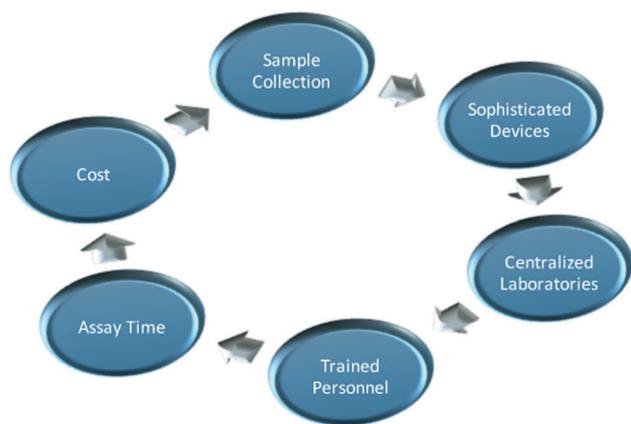 Sample
Collection
Sophisticated
Devices
Centralized
Laboratories
Trained
Personnel
Assay Time
Cost